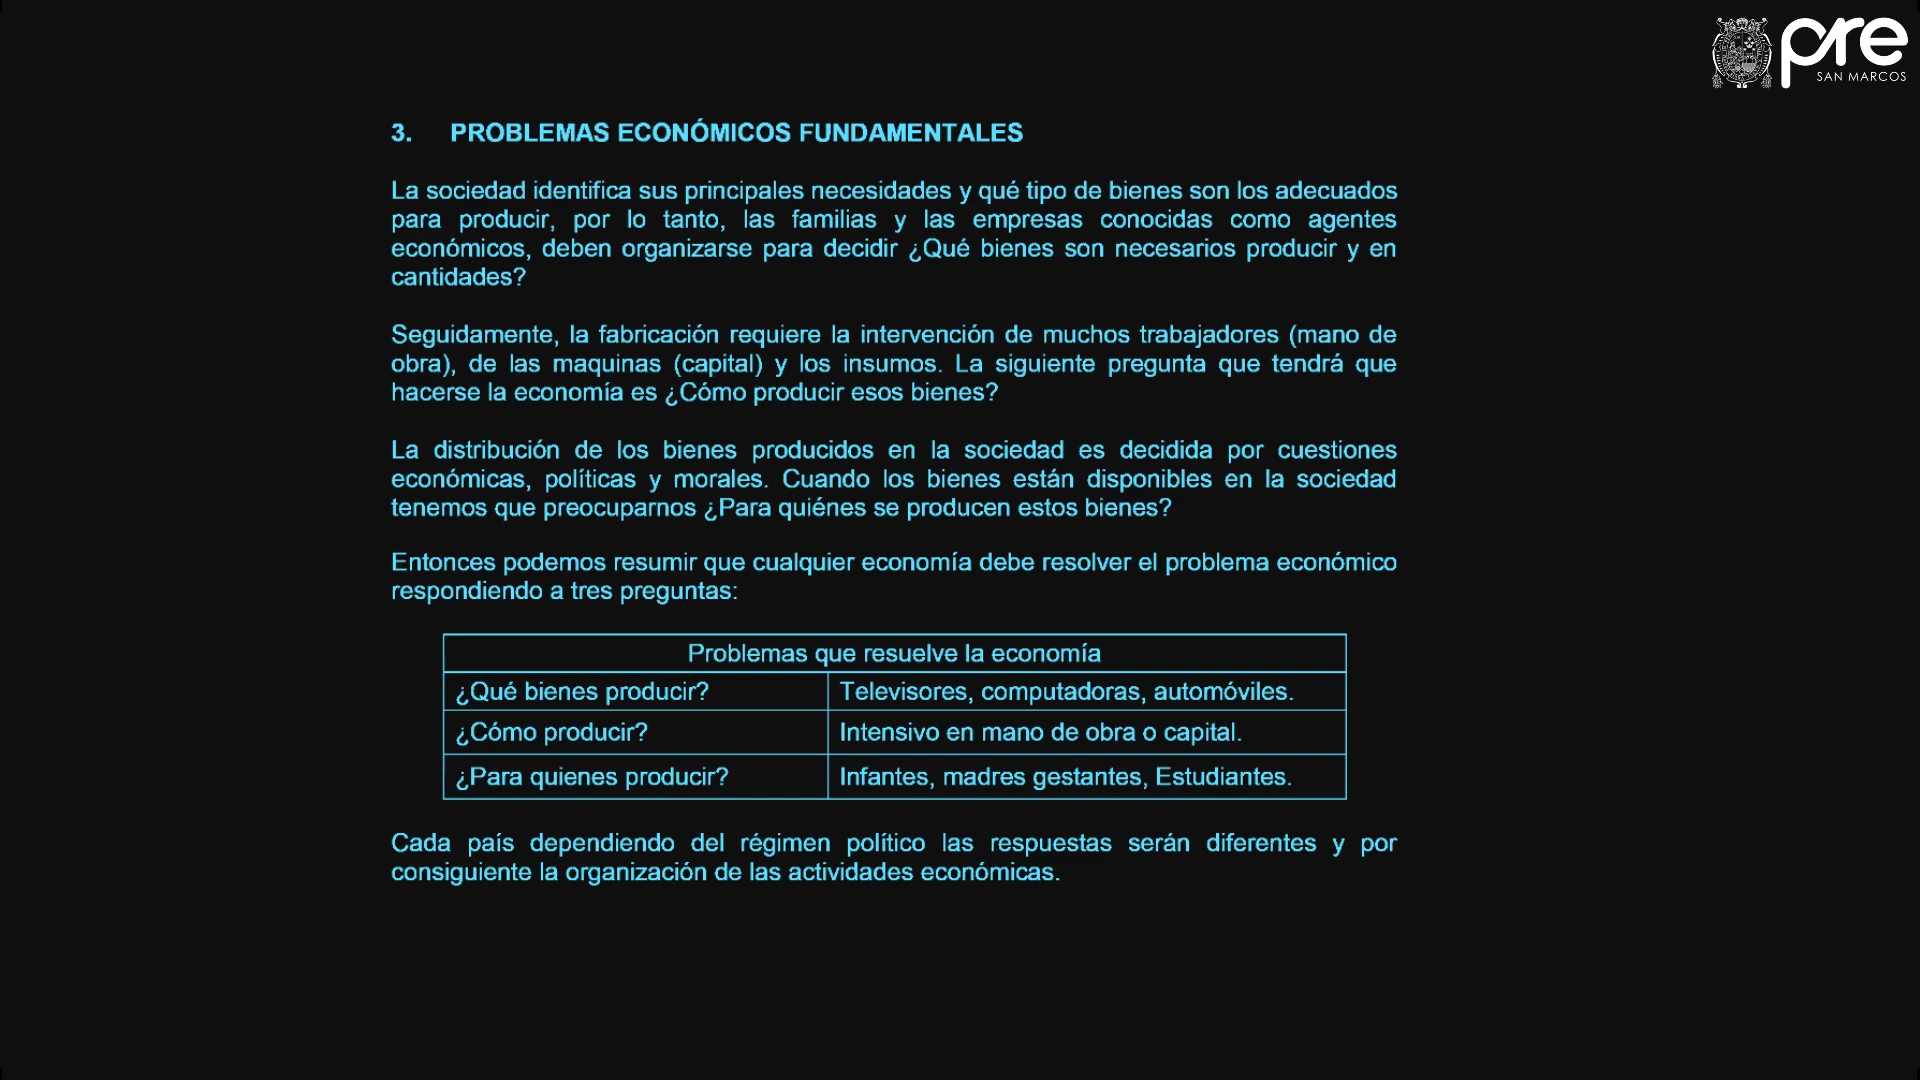 pre
SAN MARCOS
3. PROBLEMAS ECONÓMICOS FUNDAMENTALES
La sociedad identifica sus principales necesidades y qué tipo de bienes son los adecuados
para producir, por lo tanto, las familias y las empresas conocidas como agentes
económicos, deben organizarse para decidir ¿Qué bienes son necesarios producir y en
cantidades?
Seguidamente, la fabricación requiere la intervención de muchos trabajadores (mano de
obra), de las maquinas (capital) y los insumos. La siguiente pregunta que tendrá que
hacerse la economía es ¿Cómo producir esos bienes?
La distribución de los bienes producidos en la sociedad es decidida por cuestiones
económicas, políticas y morales. Cuando los bienes están disponibles en la sociedad
tenemos que preocuparnos ¿Para quiénes se producen estos bienes?
Entonces podemos resumir que cualquier economía debe resolver el problema económico
respondiendo a tres preguntas:
Problemas que resuelve la economía
¿Qué bienes producir? Televisores, computadoras, automóviles.
¿Cómo producir? Intensivo en mano de obra o capital.
¿Para quienes producir? Infantes, madres gestantes, Estudiantes.
Cada país dependiendo del régimen político las respuestas serán diferentes y por
consiguiente la organización de las actividades económicas.